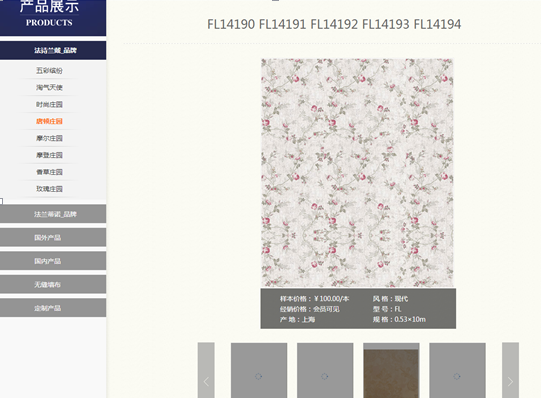 产品展示
PRODUCTS
法诗兰黛_品牌
五彩缤纷
淘气天使
时尚庄园
唐顿庄园
摩尔庄园
摩登庄园
香草庄园
玫瑰庄园
法兰蒂诺_品牌
国外产品
国内产品
无缝墙布
定制产品
FL14190 FL14191 FL14192 FL14193 FL14194
样本价格：￥100.00/本 风 格：现代
经销价格：会员可见 型 号：FL
产 地：上海 规 格：0.53×10m